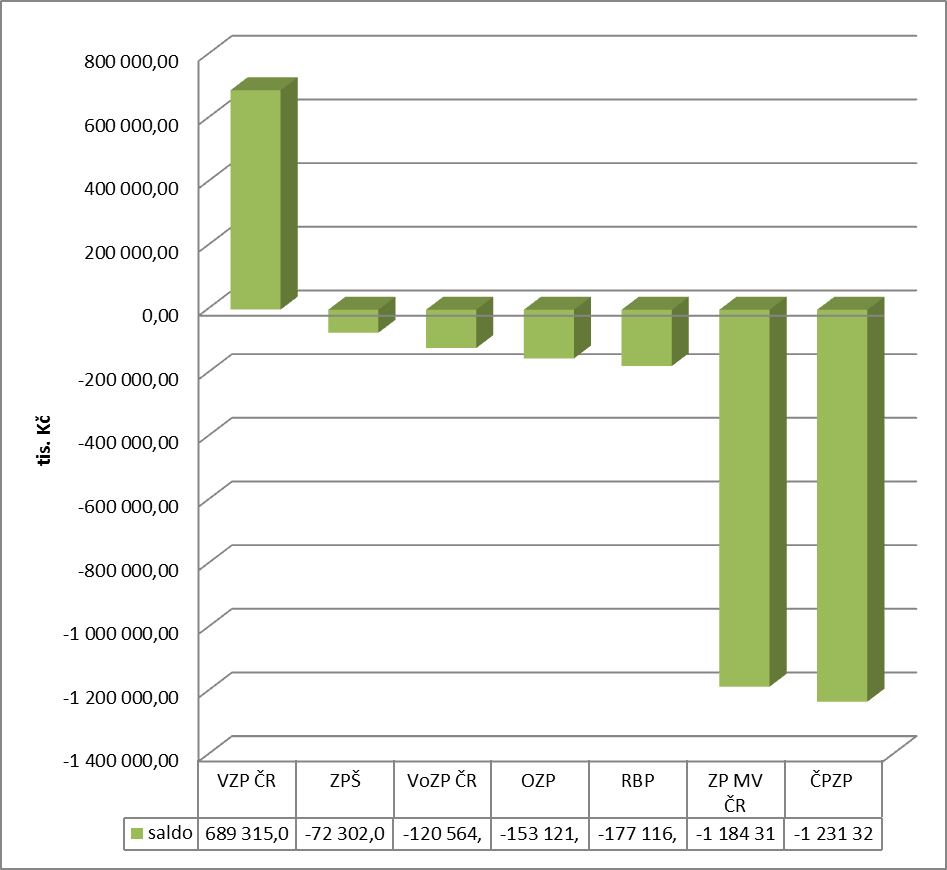 800 000,00
600 000,00
400 000,00
200 000,00
0,00
-200 000,00
-400 000,00
-600 000,00
-800 000,00
-1 000 000,00
-1 200 000,00
-1 400 000,00
tis. Kč
VZP ČR ZPŠ VoZP ČR OZP RBP ZP MV ČPZP
ČR
saldo 689 315,0 -72 302,0 -120 564, -153 121, -177 116, -1 184 31 -1 231 32